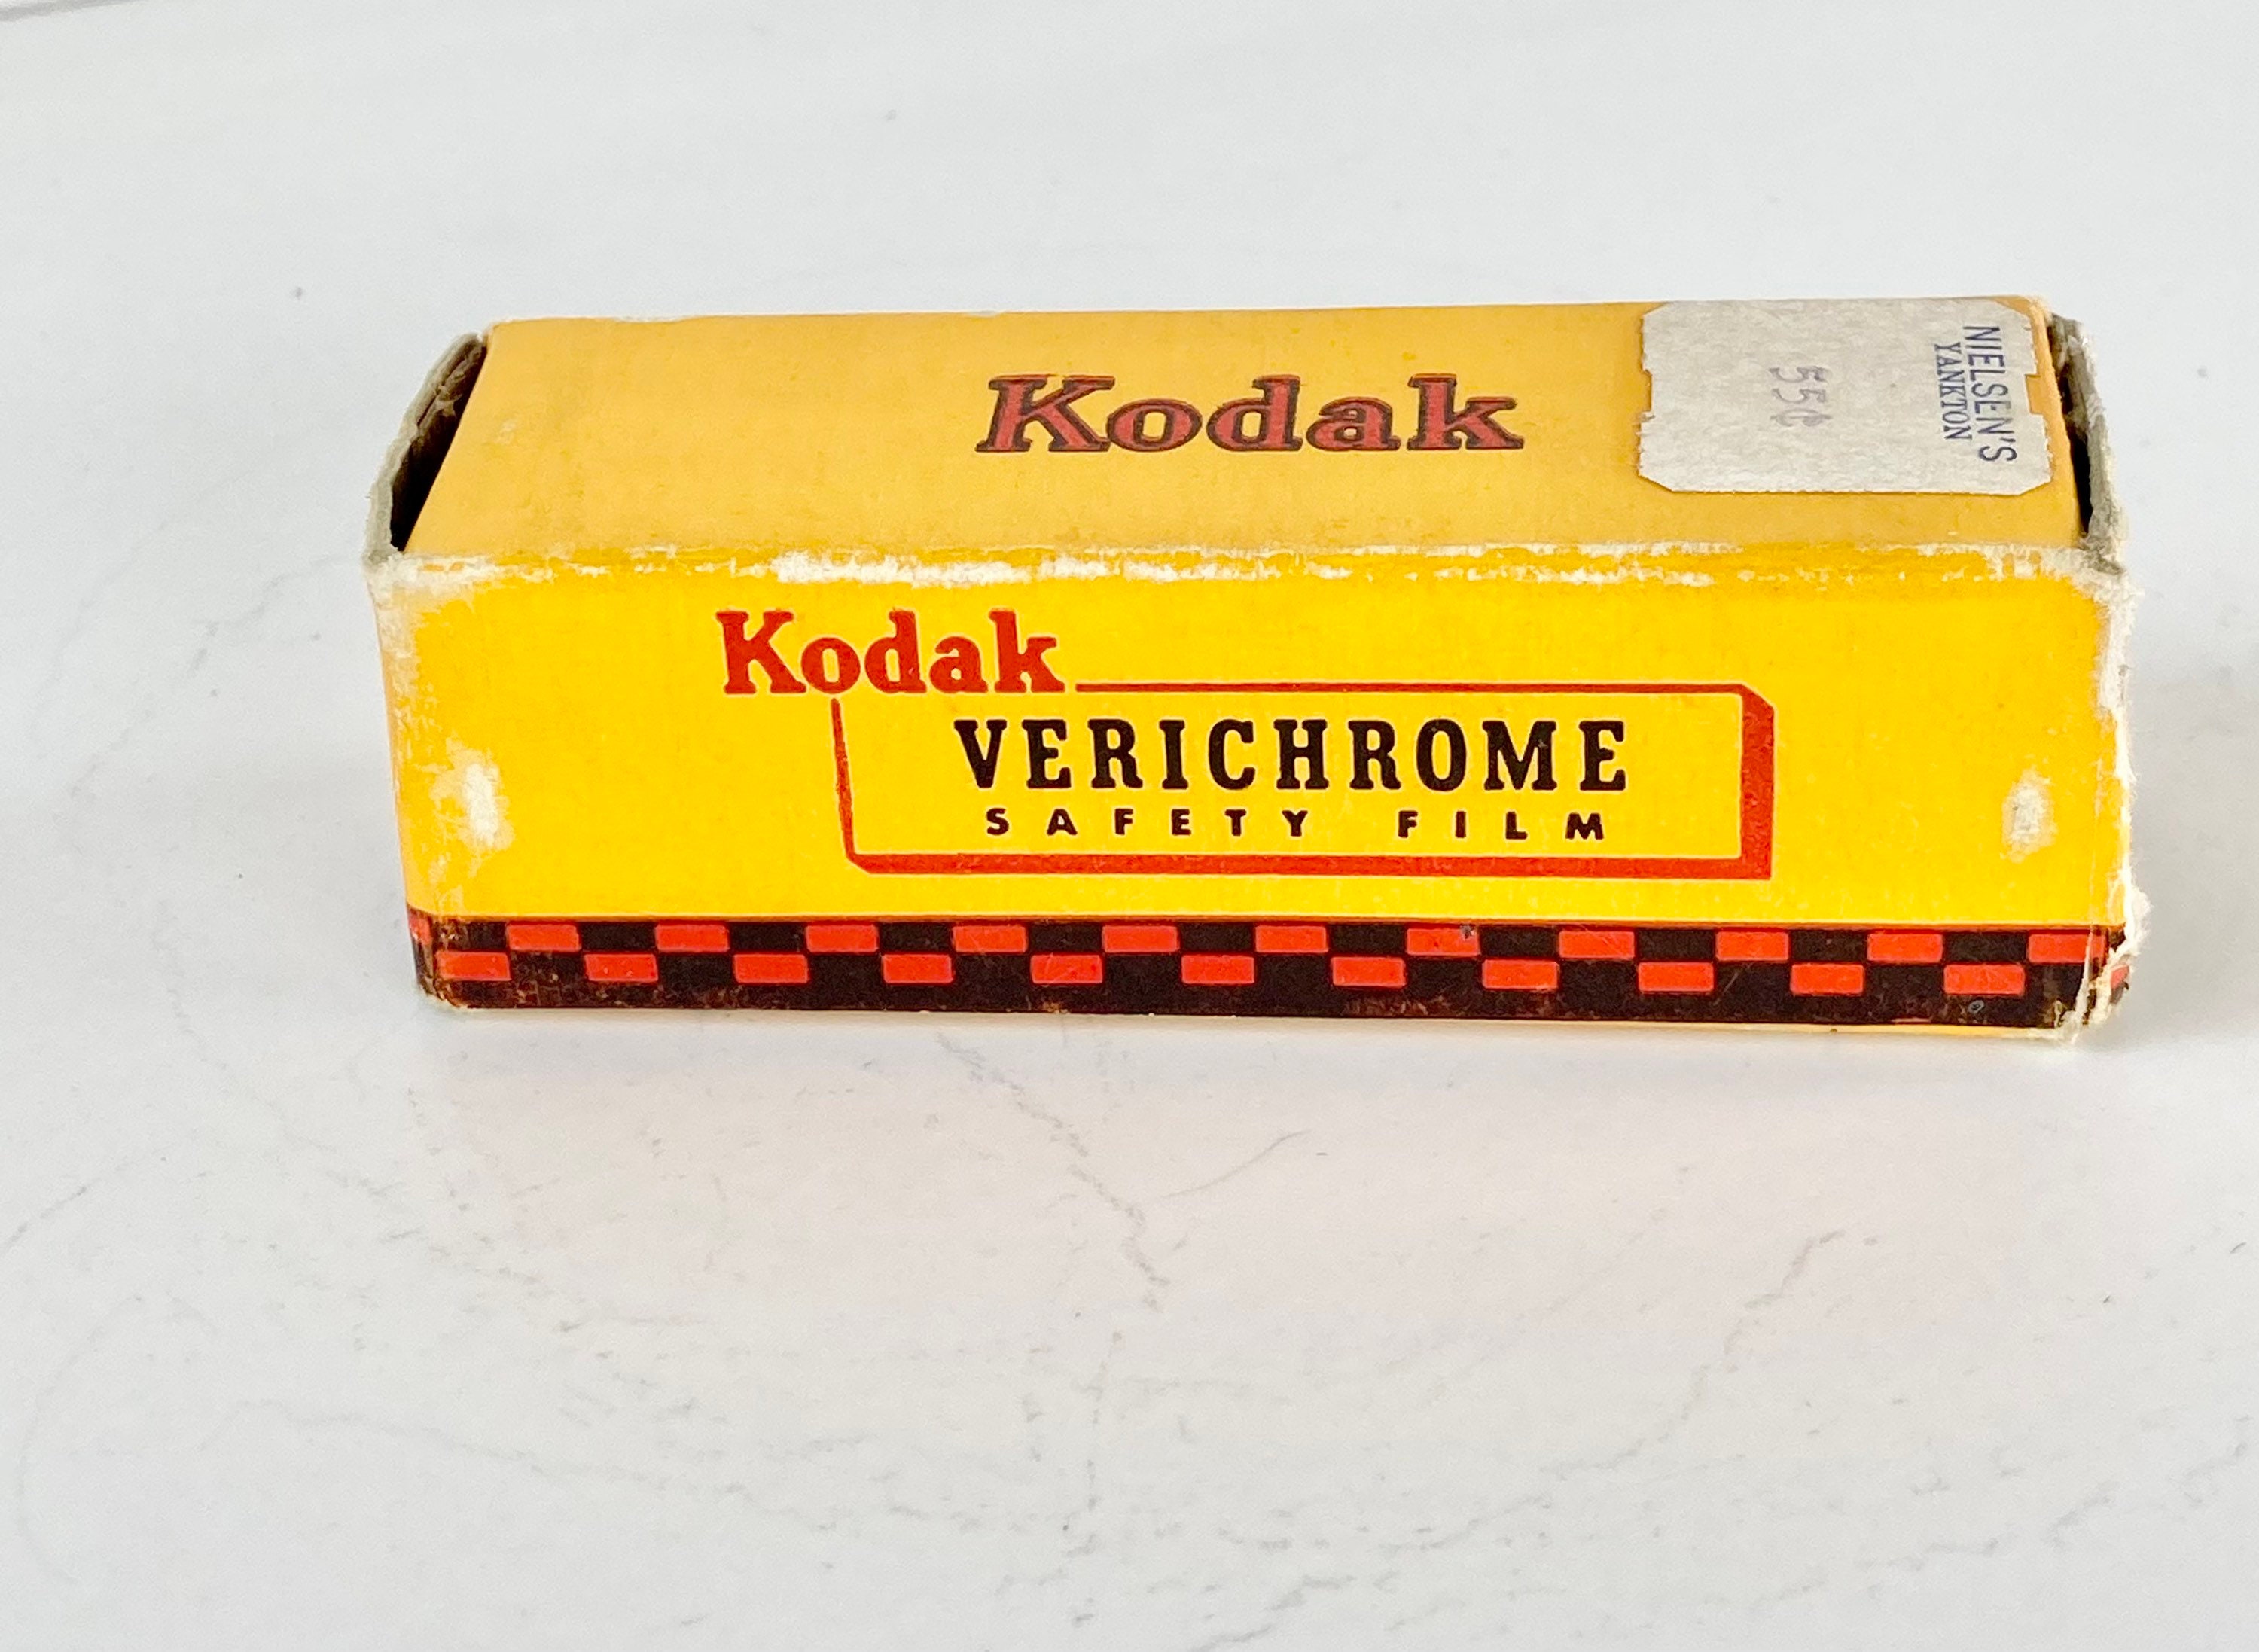 Kodak
NIELSEN'S
YANKTON
55¢
Kodak
VERICHROME
SAFETY FILM